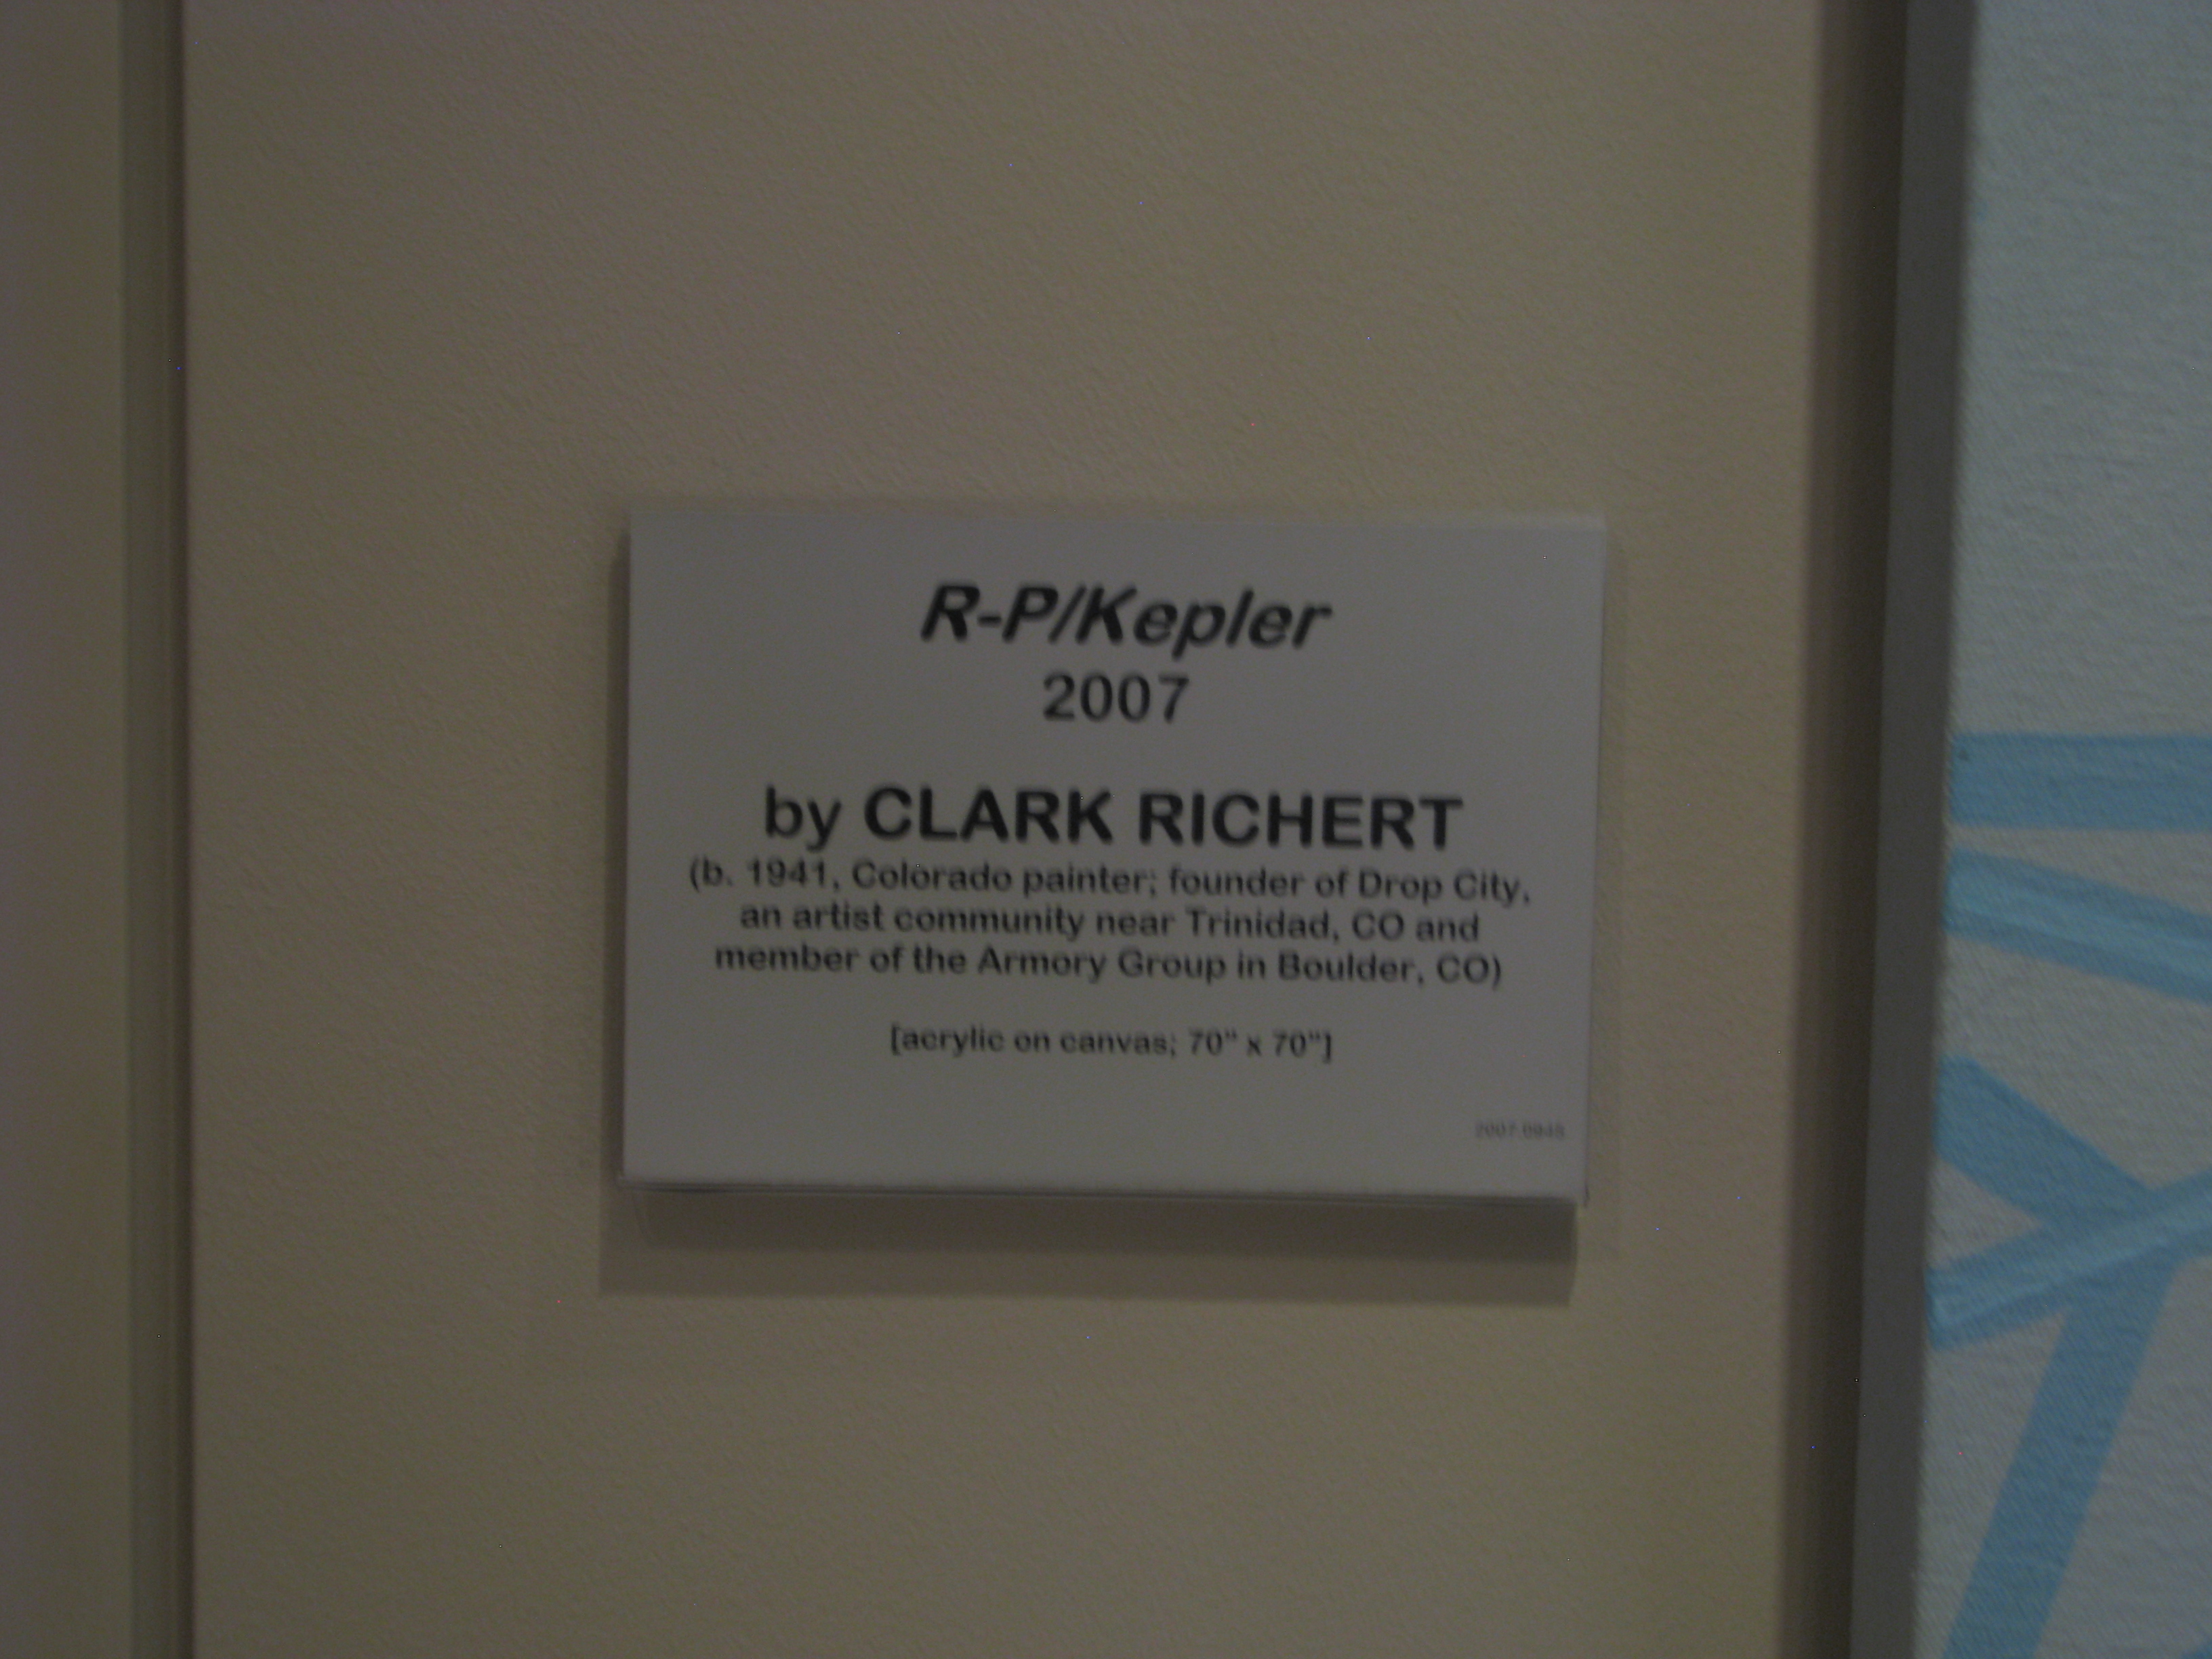 R-P/Kepler
2007
by CLARK RICHERT
(b. 1941, Colorado painter; founder of Drop City,
an artist community near Trinidad, CO and
member of the Armory Group in Boulder, CO)
[acrylic on canvas; 70" x 70"]